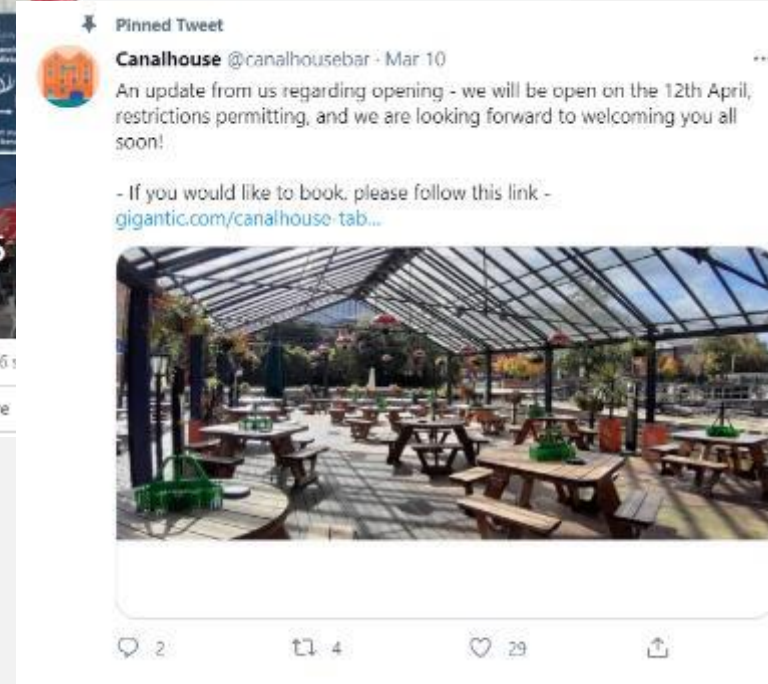 Pinned Tweet
Canalhouse @canalhousebar · Mar 10
An update from us regarding opening - we will be open on the 12th April,
restrictions permitting, and we are looking forward to welcoming you all
soon!
- If you would like to book, please follow this link -
gigantic.com/canalhouse-tab...
2 4 29